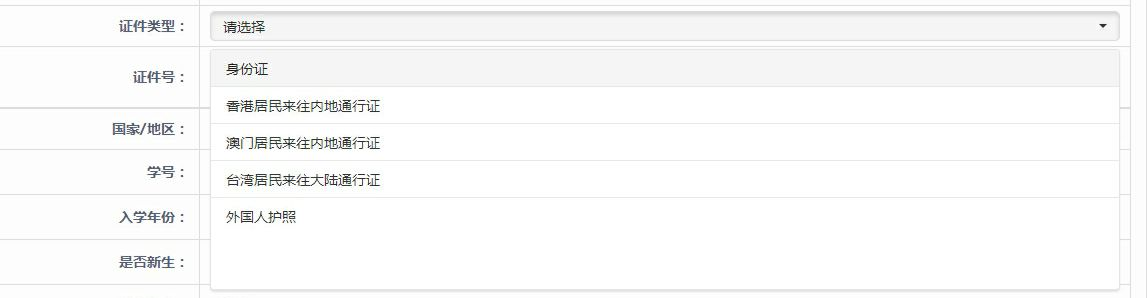 证件类型：
请选择
证件号：
身份证
香港居民来往内地通行证
国家/地区：
澳门居民来往内地通行证
学号：
台湾居民来往大陆通行证
入学年份：
外国人护照
是否新生：